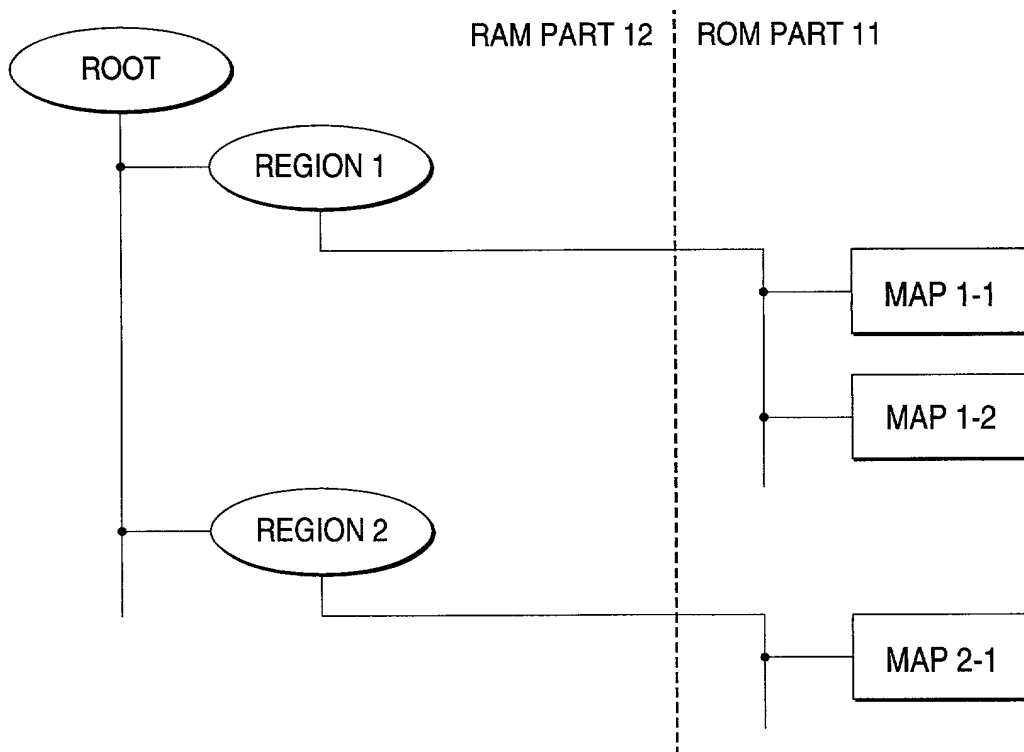 RAM PART 12
ROM PART 11
ROOT
REGION 1
MAP 1-1
MAP 1-2
REGION 2
MAP 2-1